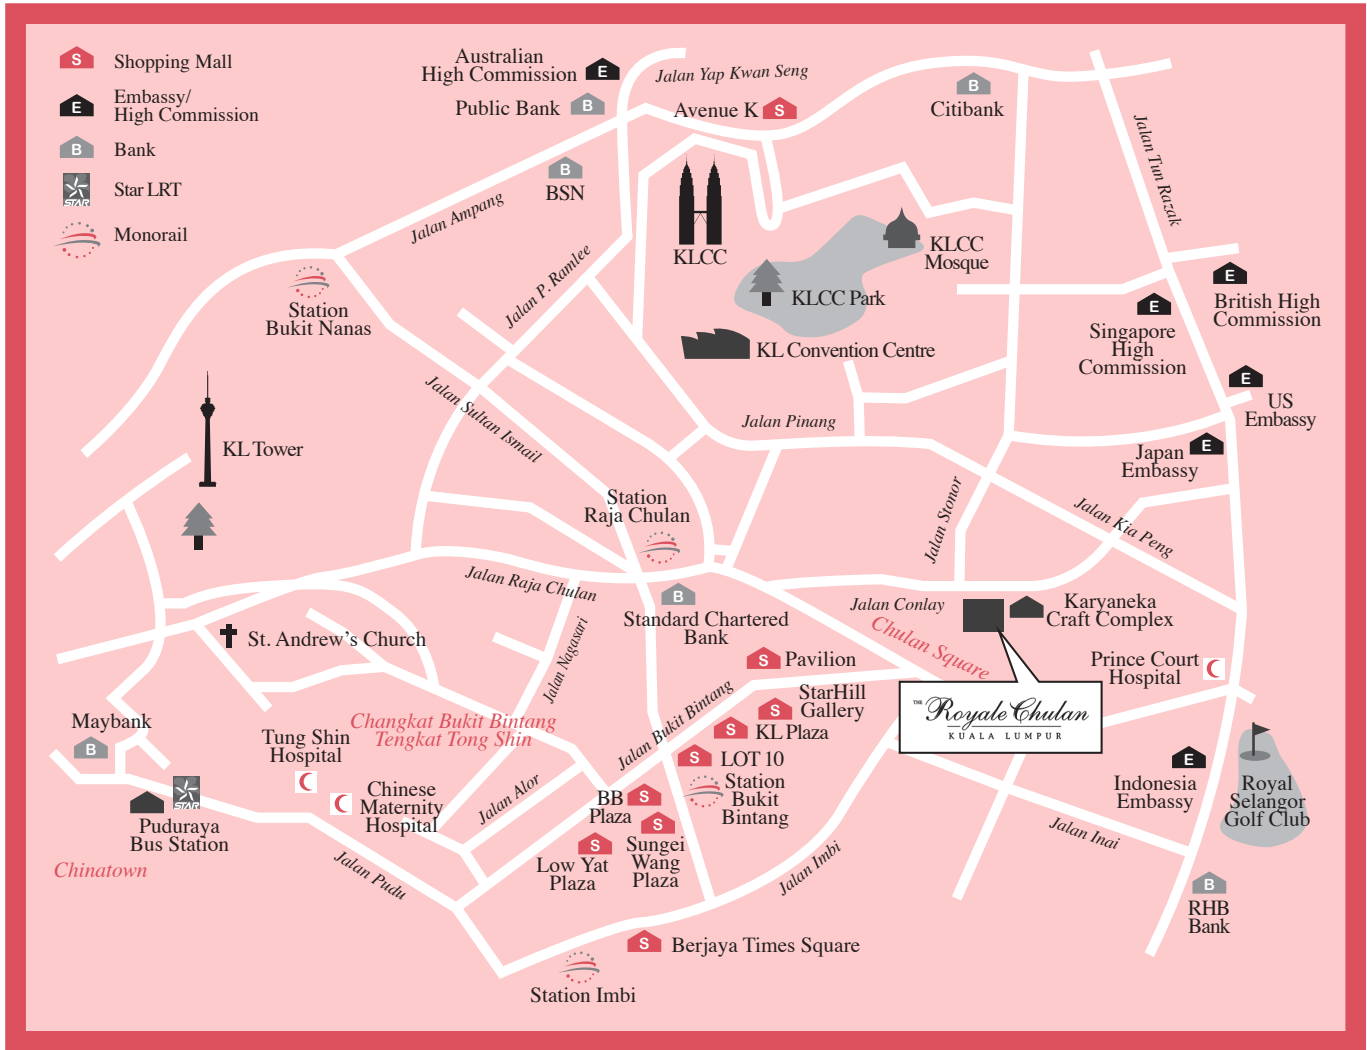 S Shopping Mall
E Embassy/
High Commission
B Bank
STAR Star LRT
Monorail
Australian
High Commission E
Public Bank B
Jalan Yap Kwan Seng
Avenue K S
B
Citibank
Jalan Tun Razak
B
BSN
Jalan Ampang
KLCC
KLCC
Mosque
KLCC Park
Jalan P. Ramlee
Station
Bukit Nanas
E
British High
Commission
E
Singapore
High
Commission
KL Convention Centre
E
US
Embassy
Jalan Sultan Ismail
Jalan Pinang
E
Japan
Embassy
KL Tower
Station
Raja Chulan
Jalan Stonor
Jalan Kia Peng
Jalan Raja Chulan
B
Standard Chartered
Bank
Jalan Conlay
Karyaneka
Craft Complex
St. Andrew's Church
Jalan Nagasari
Chulan Square
S Pavilion
Prince Court
Hospital
S StarHill
Gallery
S KL Plaza
THE
Royale Chulan
KUALA LUMPUR
Jalan Bukit Bintang
Changkat Bukit Bintang
Tengkat Tong Shin
Maybank
B
Tung Shin
Hospital
S LOT 10
Station
Bukit
Bintang
E
Indonesia
Embassy
Royal
Selangor
Golf Club
STAR
Puduraya
Bus Station
Chinese
Maternity
Hospital
Jalan Alor
BB
Plaza S
S
Sungei
Wang
Plaza
S
Low Yat
Plaza
Jalan Imbi
Jalan Inai
Chinatown
Jalan Pudu
B
RHB
Bank
S Berjaya Times Square
Station Imbi